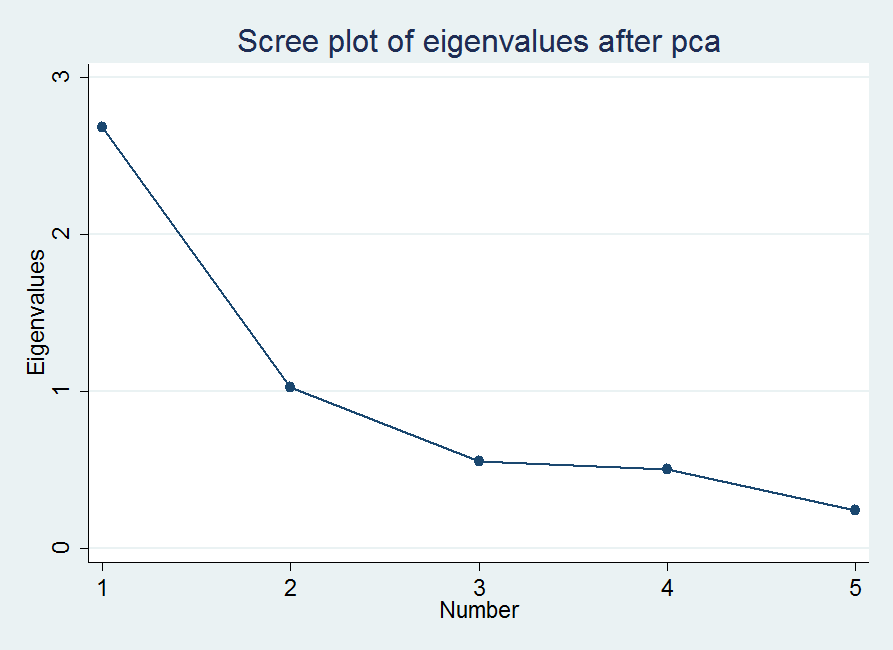 Scree plot of eigenvalues after pca
3
2
1
0
Eigenvalues
1 2 3 4 5
Number